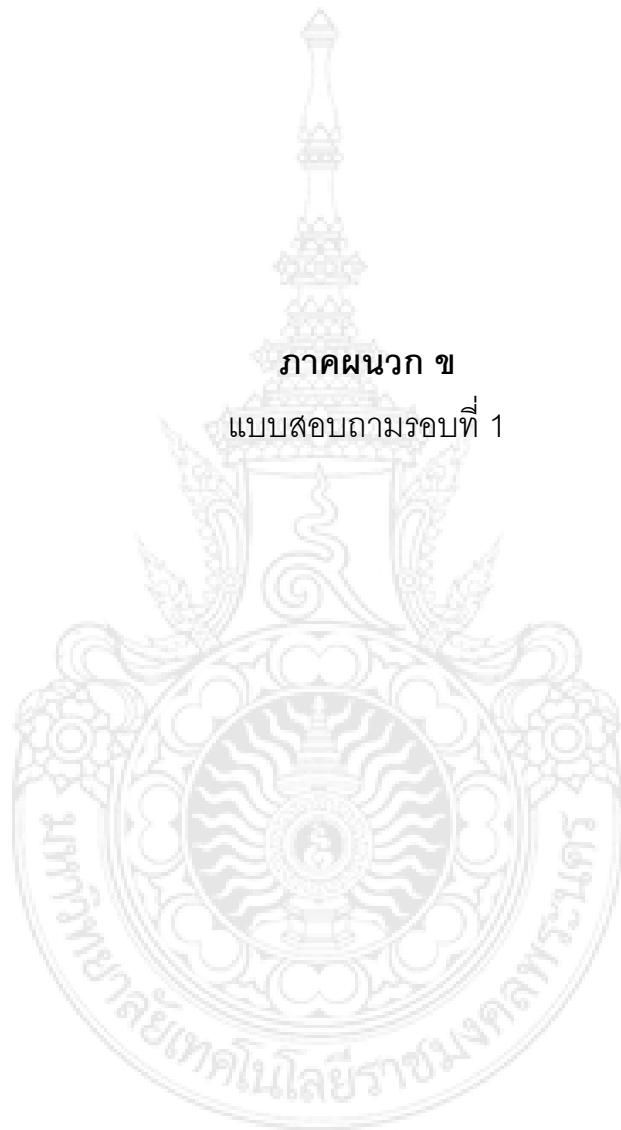 ภาคผนวก ข
แบบสอบถามรอบที่ 1
มหาวิทยาลัยเทคโนโลยีราชมงคลพระนคร